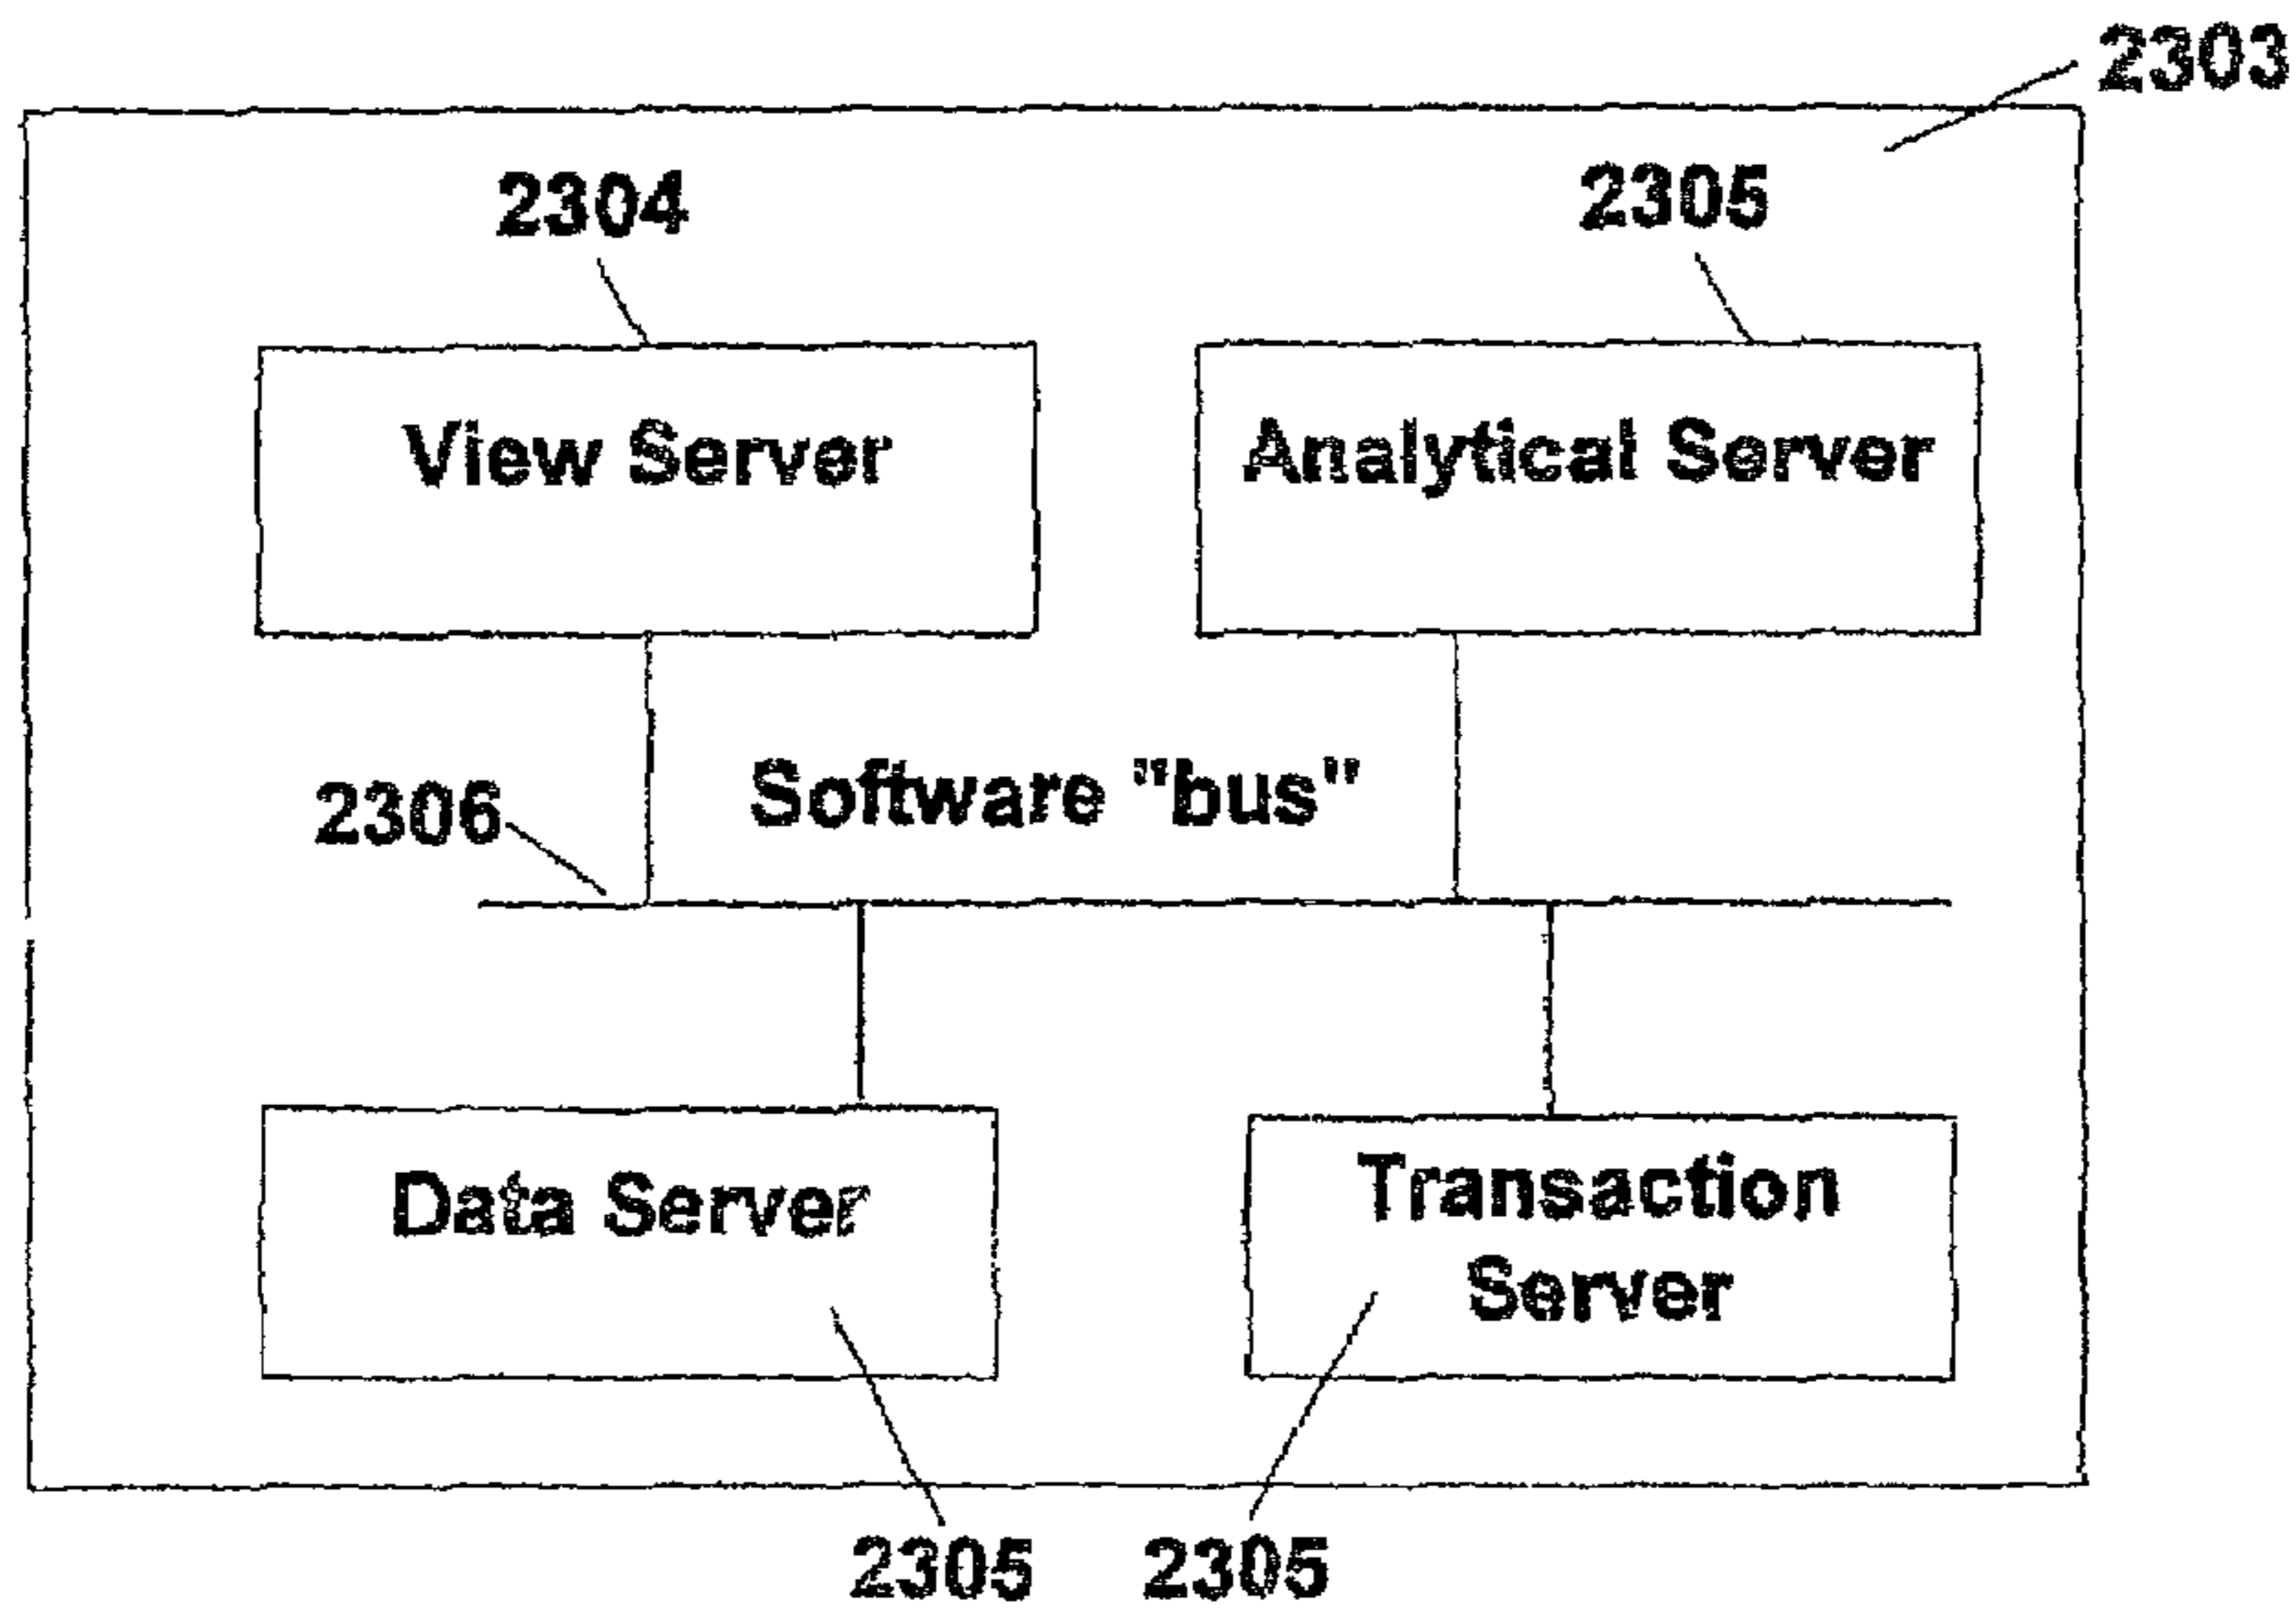 2303
2304
2305
View Server
Analytical Server
Software "bus"
2306
Data Server
Transaction
Server
2305
2305